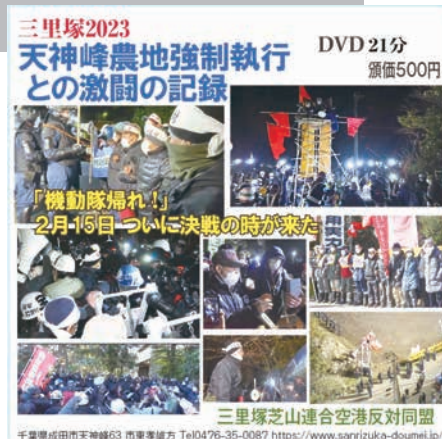 三里塚2023
天神峰農地強制執行
との激闘の記録
DVD 21分
頒価500円
「機動隊帰れ!」
2月15日 ついに決戦の時が来た
三里塚芝山連合空港反対同盟
千葉県成田市天神峰63 市東孝雄方 Tel0476-35-0087 https://www.sanrizuka-doumei.jp/